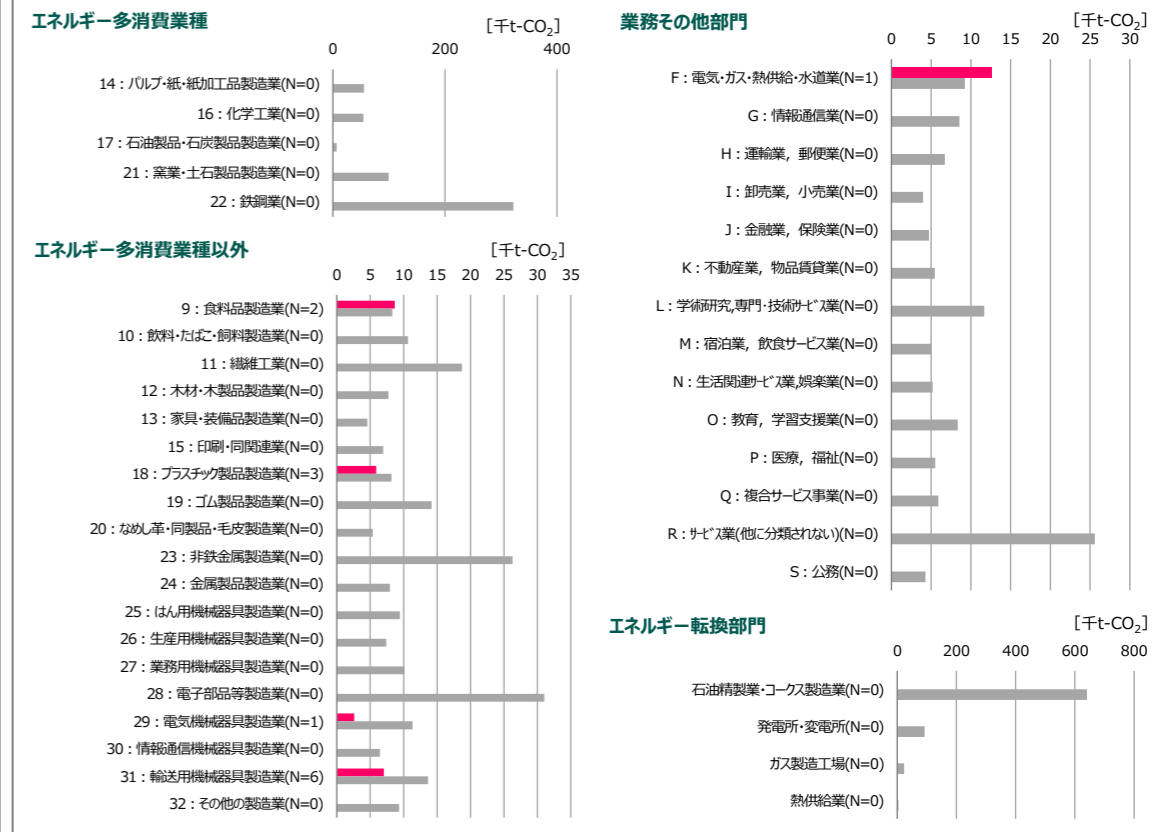 エネルギー多消費業種
[千t-CO2]
0 200 400
14：パルプ・紙・紙加工品製造業(N=0)
16：化学工業(N=0)
17：石油製品・石炭製品製造業(N=0)
21：窯業・土石製品製造業(N=0)
22：鉄鋼業(N=0)
エネルギー多消費業種以外
[千t-CO2]
0 5 10 15 20 25 30 35
9：食料品製造業(N=2)
10：飲料・たばこ・飼料製造業(N=0)
11：繊維工業(N=0)
12：木材・木製品製造業(N=0)
13：家具・装備品製造業(N=0)
15：印刷・同関連業(N=0)
18：プラスチック製品製造業(N=3)
19：ゴム製品製造業(N=0)
20：なめし革・同製品・毛皮製造業(N=0)
23：非鉄金属製造業(N=0)
24：金属製品製造業(N=0)
25：はん用機械器具製造業(N=0)
26：生産用機械器具製造業(N=0)
27：業務用機械器具製造業(N=0)
28：電子部品等製造業(N=0)
29：電気機械器具製造業(N=1)
30：情報通信機械器具製造業(N=0)
31：輸送用機械器具製造業(N=6)
32：その他の製造業(N=0)
業務その他部門
[千t-CO2]
0 5 10 15 20 25 30
F：電気・ガス・熱供給・水道業(N=1)
G：情報通信業(N=0)
H：運輸業，郵便業(N=0)
I：卸売業，小売業(N=0)
J：金融業，保険業(N=0)
K：不動産業，物品賃貸業(N=0)
L：学術研究,専門・技術サービス業(N=0)
M：宿泊業，飲食サービス業(N=0)
N：生活関連サービス業,娯楽業(N=0)
O：教育，学習支援業(N=0)
P：医療，福祉(N=0)
Q：複合サービス事業(N=0)
R：サービス業(他に分類されない)(N=0)
S：公務(N=0)
エネルギー転換部門
[千t-CO2]
0 200 400 600 800
石油精製業・コークス製造業(N=0)
発電所・変電所(N=0)
ガス製造工場(N=0)
熱供給業(N=0)